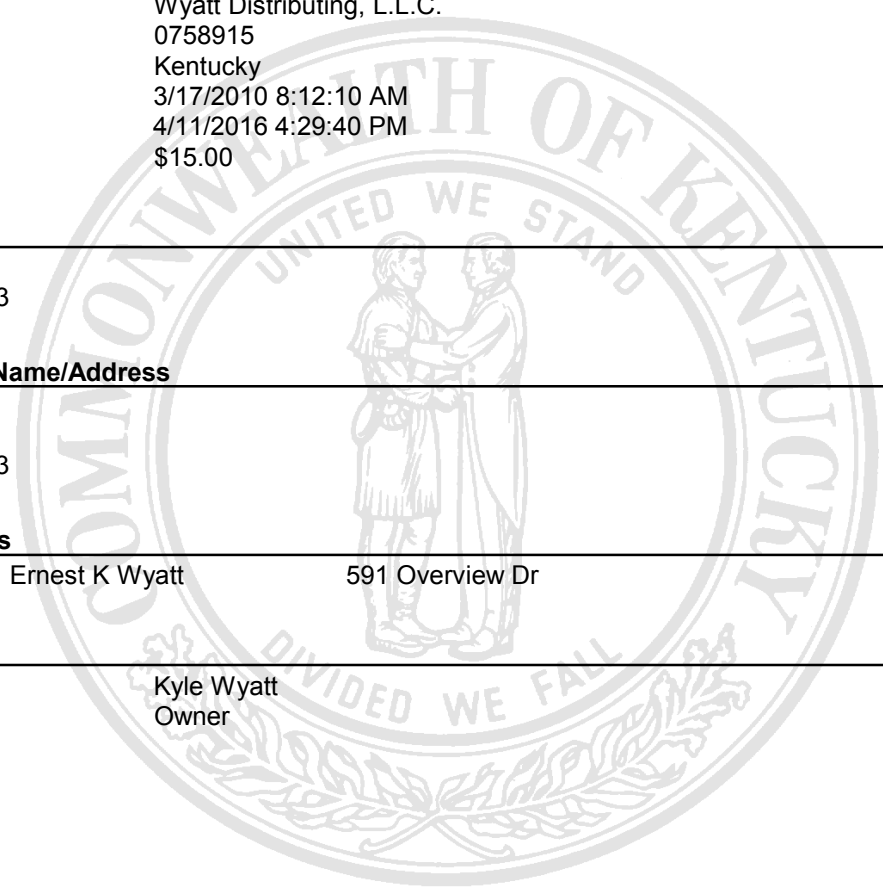 Wyatt Distributing, L.L.C.
0758915
Kentucky
3/17/2010 8:12:10 AM
4/11/2016 4:29:40 PM
$15.00
COMMONWEALTH OF KENTUCKY
UNITED WE STAND
3
Name/Address
3
s
Ernest K Wyatt 591 Overview Dr
DIVIDED WE FALL
Kyle Wyatt
Owner